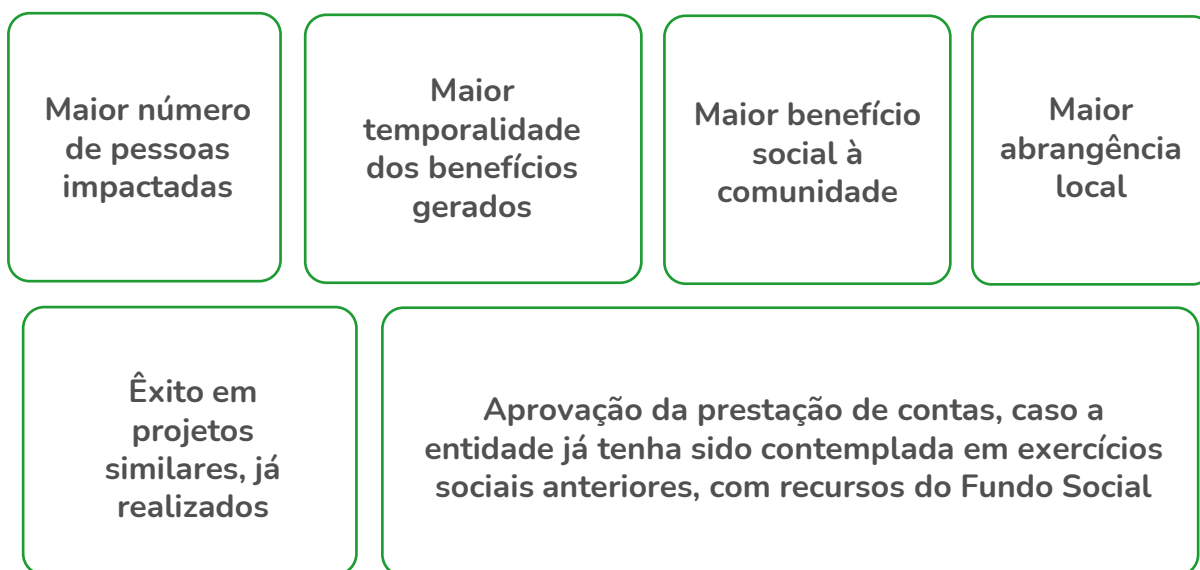 Maior número
de pessoas
impactadas
Maior
temporalidade
dos benefícios
gerados
Maior benefício
social à
comunidade
Maior
abrangência
local
Êxito em
projetos
similares, já
realizados
Aprovação da prestação de contas, caso a
entidade já tenha sido contemplada em exercícios
sociais anteriores, com recursos do Fundo Social